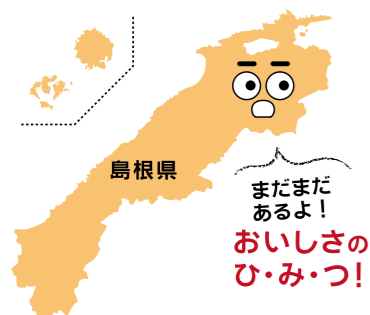 島根県
まだまだ
あるよ！
おいしさの
ひ・み・つ！